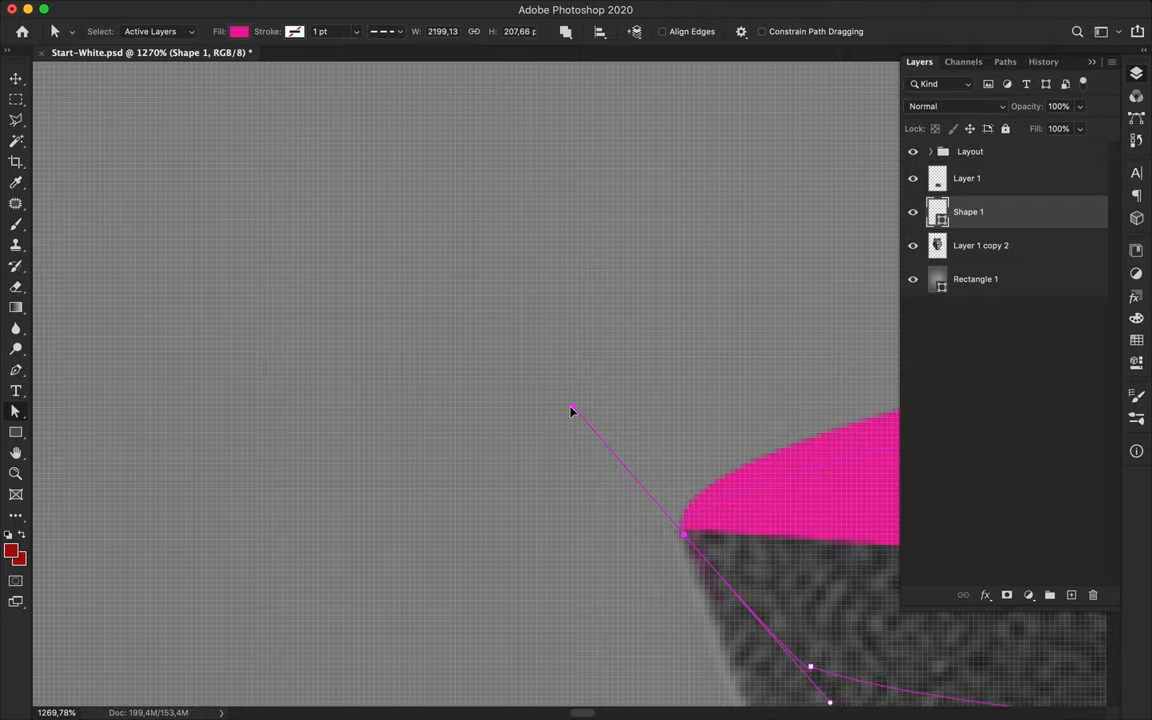 Adobe Photoshop 2020
Select: Active Layers Fill: Stroke: 1 pt W: 2199,13 H: 207,66 p Align Edges Constrain Path Dragging
Start-White.psd @ 1270% (Shape 1, RGB/8) *
Layers Channels Paths History
Kind
Normal Opacity: 100%
Lock: Fill: 100%
Layout
Layer 1
Shape 1
Layer 1 copy 2
Rectangle 1
fx
1269,78% Doc: 199,4M/153,4M